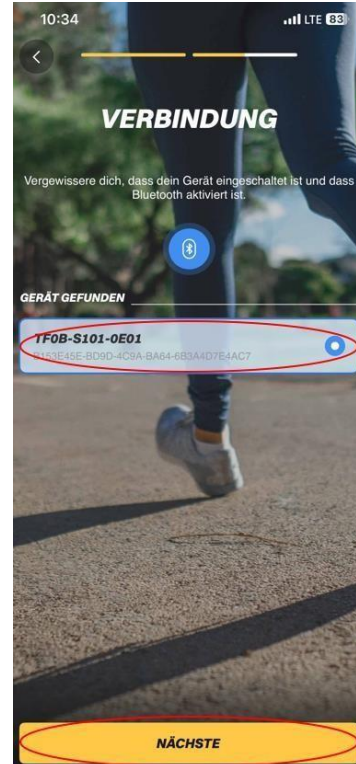 10:34
LTE 83
VERBINDUNG
Vergewissere dich, dass dein Gerät eingeschaltet ist und dass
Bluetooth aktiviert ist.
GERÄT GEFUNDEN
TF0B-S101-0E01
B153E45E-BD9D-4C9A-BA64-6B3A4D7E4AC7
NÄCHSTE